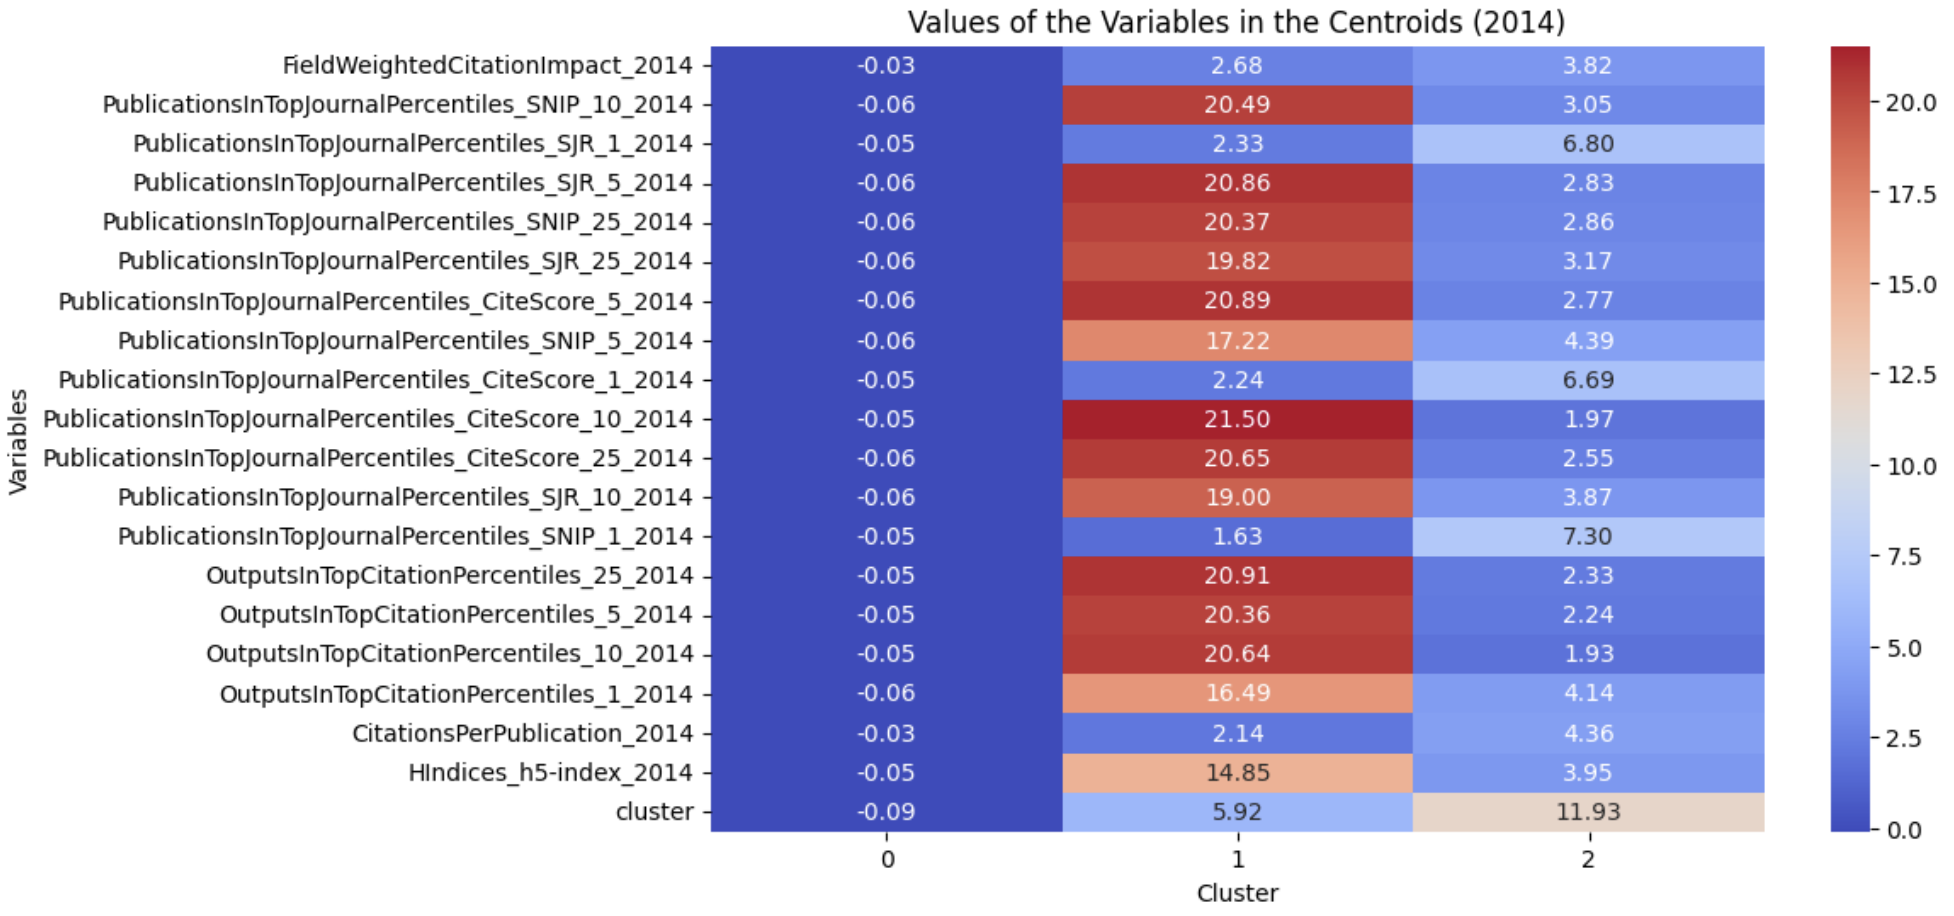 Values of the Variables in the Centroids (2014)
FieldWeightedCitationImpact_2014 -0.03 2.68 3.82
PublicationsInTopJournalPercentiles_SNIP_10_2014 -0.06 20.49 3.05
PublicationsInTopJournalPercentiles_SJR_1_2014 -0.05 2.33 6.80
PublicationsInTopJournalPercentiles_SJR_5_2014 -0.06 20.86 2.83
PublicationsInTopJournalPercentiles_SNIP_25_2014 -0.06 20.37 2.86
PublicationsInTopJournalPercentiles_SJR_25_2014 -0.06 19.82 3.17
PublicationsInTopJournalPercentiles_CiteScore_5_2014 -0.06 20.89 2.77
PublicationsInTopJournalPercentiles_SNIP_5_2014 -0.06 17.22 4.39
PublicationsInTopJournalPercentiles_CiteScore_1_2014 -0.05 2.24 6.69
PublicationsInTopJournalPercentiles_CiteScore_10_2014 -0.05 21.50 1.97
PublicationsInTopJournalPercentiles_CiteScore_25_2014 -0.06 20.65 2.55
PublicationsInTopJournalPercentiles_SJR_10_2014 -0.06 19.00 3.87
PublicationsInTopJournalPercentiles_SNIP_1_2014 -0.05 1.63 7.30
OutputsInTopCitationPercentiles_25_2014 -0.05 20.91 2.33
OutputsInTopCitationPercentiles_5_2014 -0.05 20.36 2.24
OutputsInTopCitationPercentiles_10_2014 -0.05 20.64 1.93
OutputsInTopCitationPercentiles_1_2014 -0.06 16.49 4.14
CitationsPerPublication_2014 -0.03 2.14 4.36
HIndices_h5-index_2014 -0.05 14.85 3.95
cluster -0.09 5.92 11.93
Variables
0 1 2
Cluster
20.0
17.5
15.0
12.5
10.0
7.5
5.0
2.5
0.0